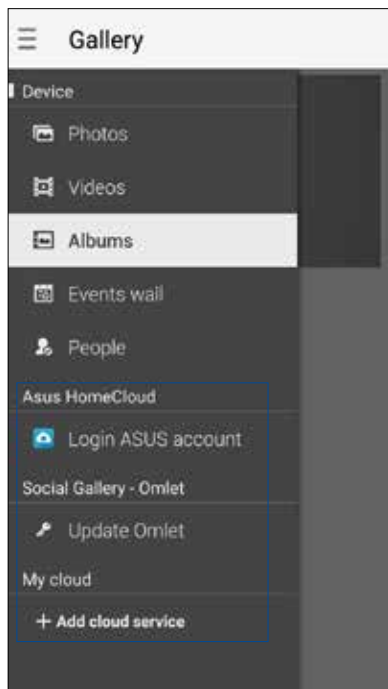 Gallery
Device
Photos
Videos
Albums
Events wall
People
Asus HomeCloud
Login ASUS account
Social Gallery - Omlet
Update Omlet
My cloud
+ Add cloud service